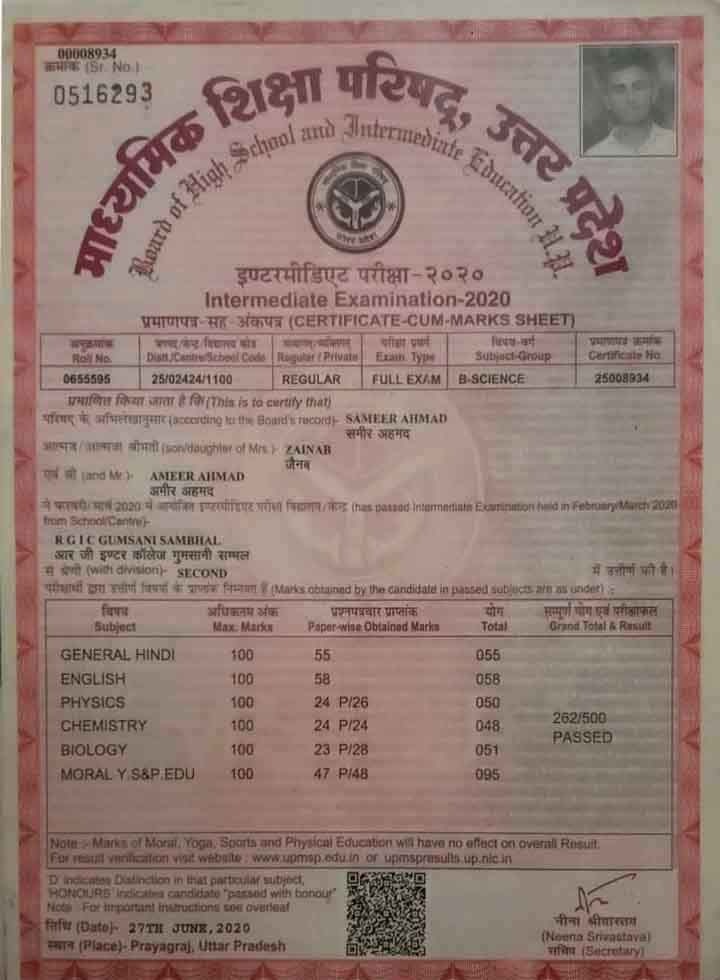 00008934
क्रमांक (Sr. No.)
0516293
माध्यमिक शिक्षा परिषद्, उत्तर प्रदेश
Board of High School and Intermediate Education U.P.
इण्टरमीडिएट परीक्षा-२०२०
Intermediate Examination-2020
प्रमाणपत्र-सह-अंकपत्र (CERTIFICATE-CUM-MARKS SHEET)
अनुक्रमांक जनपद/केन्द्र/विद्यालय कोड संस्थागत/व्यक्तिगत परीक्षा प्रकार विषय-वर्ग प्रमाणपत्र क्रमांक
Roll No. Distt./Centre/School Code Regular / Private Exam. Type Subject-Group Certificate No.
0655595 25/02424/1100 REGULAR FULL EXAM B-SCIENCE 25008934
प्रमाणित किया जाता है कि (This is to certify that)
परिषद के अभिलेखानुसार (according to the Board's record)- SAMEER AHMAD
समीर अहमद
आत्मज/आत्मजा श्रीमती (son/daughter of Mrs.)- ZAINAB
जैनब
एवं श्री (and Mr.)- AMEER AHMAD
अमीर अहमद
ने फरवरी/मार्च 2020 में आयोजित इण्टरमीडिएट परीक्षा विद्यालय/केन्द्र (has passed Intermediate Examination held in February/March 2020
from School/Centre)-
R G I C GUMSANI SAMBHAL
आर जी इण्टर कॉलेज गुमसानी सम्भल
से श्रेणी (with division)- SECOND में उत्तीर्ण की है।
परीक्षार्थी द्वारा उत्तीर्ण विषयों के प्राप्तांक निम्नवत् हैं (Marks obtained by the candidate in passed subjects are as under) :-
विषय अधिकतम अंक प्रश्नपत्रवार प्राप्तांक योग सम्पूर्ण योग एवं परीक्षाफल
Subject Max. Marks Paper-wise Obtained Marks Total Grand Total & Result
GENERAL HINDI 100 55 055
ENGLISH 100 58 058
PHYSICS 100 24 P/26 050
CHEMISTRY 100 24 P/24 048 262/500
PASSED
BIOLOGY 100 23 P/28 051
MORAL Y.S&P.EDU 100 47 P/48 095
Note :- Marks of Moral, Yoga, Sports and Physical Education will have no effect on overall Result.
For result verification visit website : www.upmsp.edu.in or upmspresults.up.nic.in
'D' indicates Distinction in that particular subject,
'HONOURS' indicates candidate "passed with honour"
Note :For Important Instructions see overleaf
तिथि (Date)- 27TH JUNE,2020
स्थान (Place)- Prayagraj, Uttar Pradesh
नीना श्रीवास्तव
(Neena Srivastava)
सचिव (Secretary)